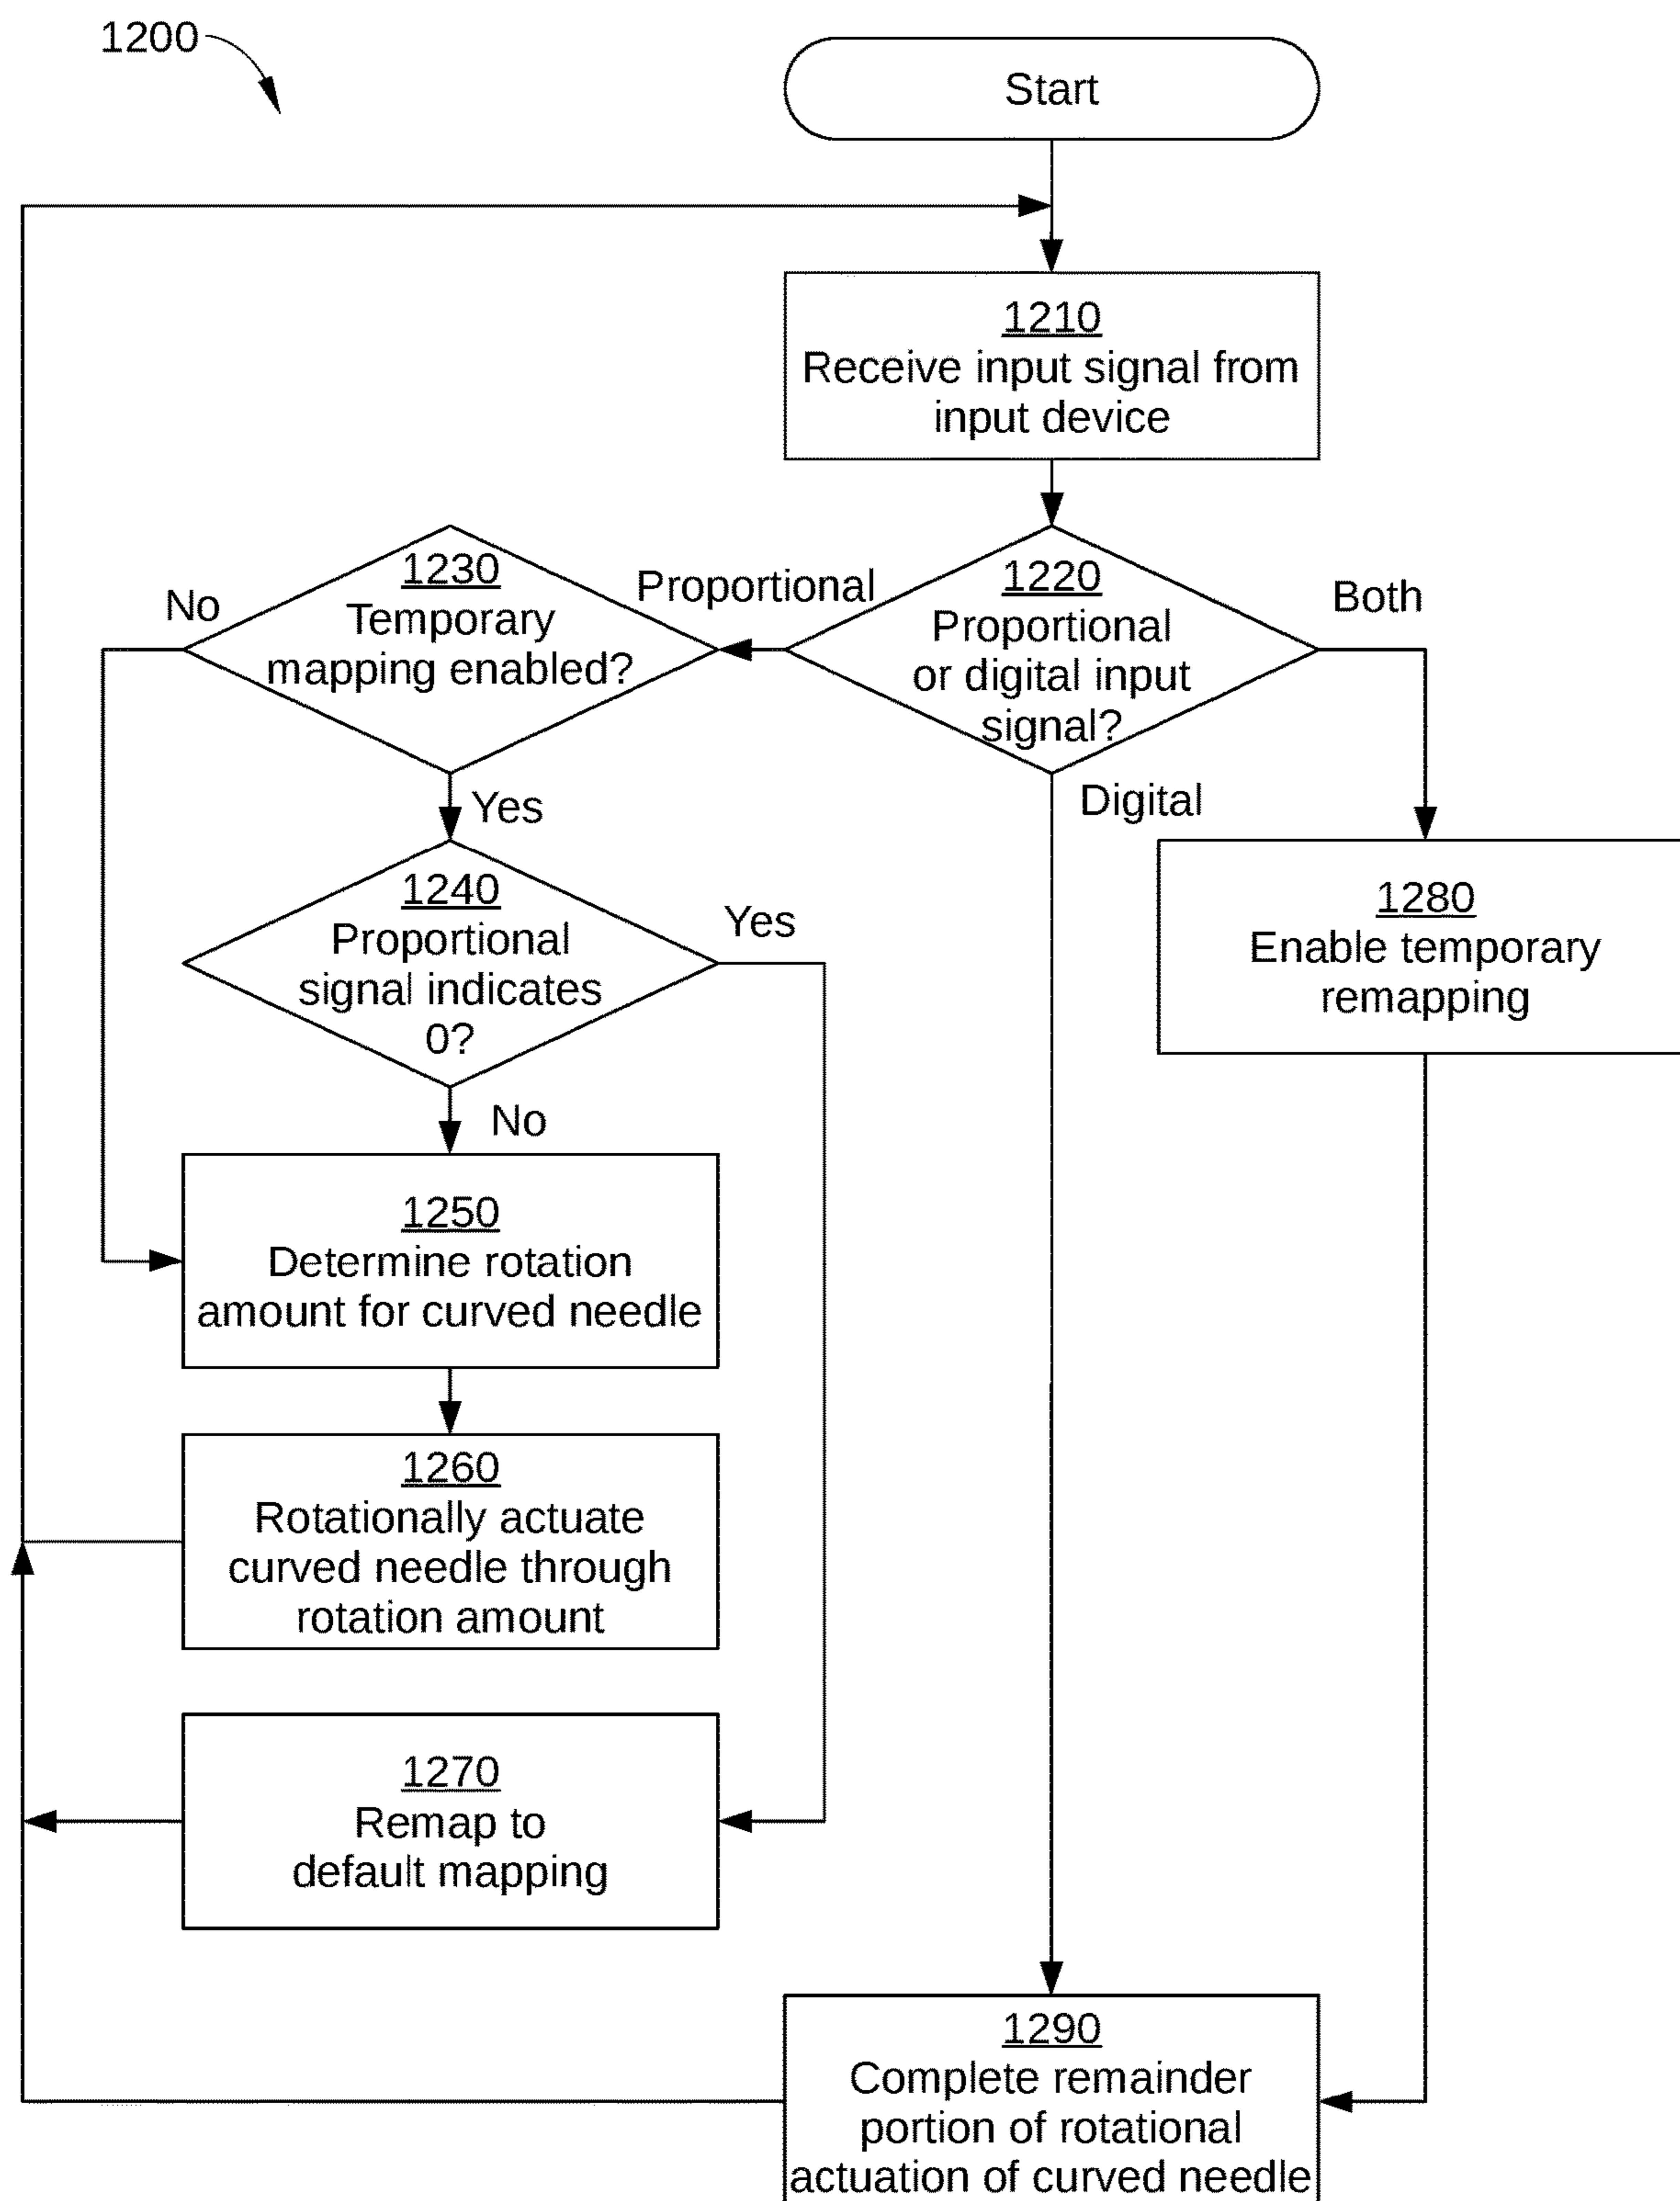 1200
Start
1210
Receive input signal from
input device
1220
Proportional
or digital input
signal?
Proportional
Both
Digital
1230
Temporary
mapping enabled?
No
Yes
1240
Proportional
signal indicates
0?
Yes
No
1280
Enable temporary
remapping
1250
Determine rotation
amount for curved needle
1260
Rotationally actuate
curved needle through
rotation amount
1270
Remap to
default mapping
1290
Complete remainder
portion of rotational
actuation of curved needle